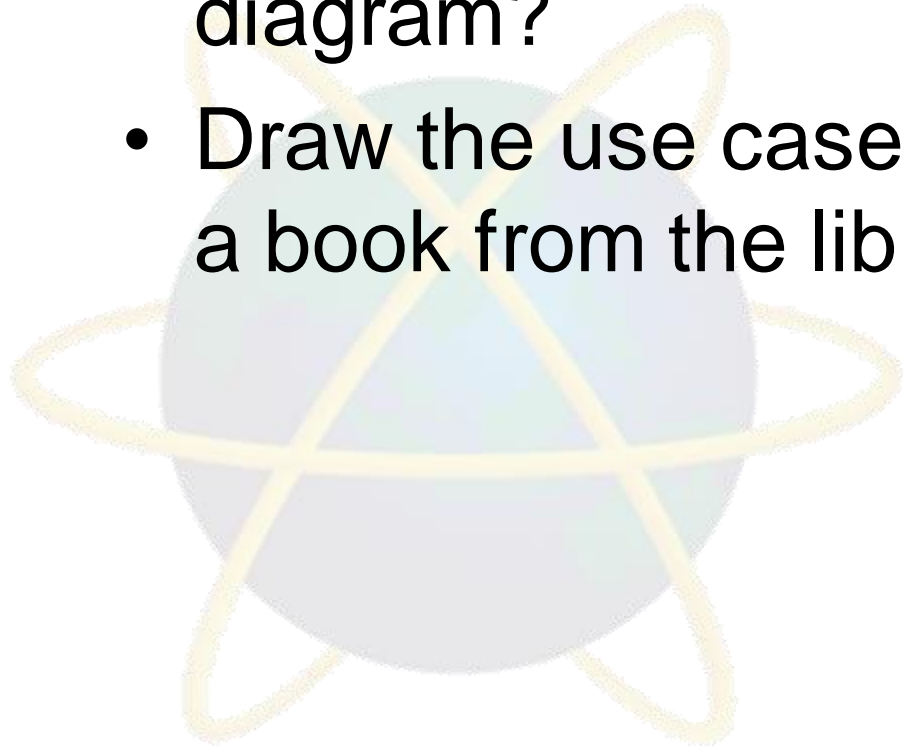 diagram?
• Draw the use case
a book from the lib